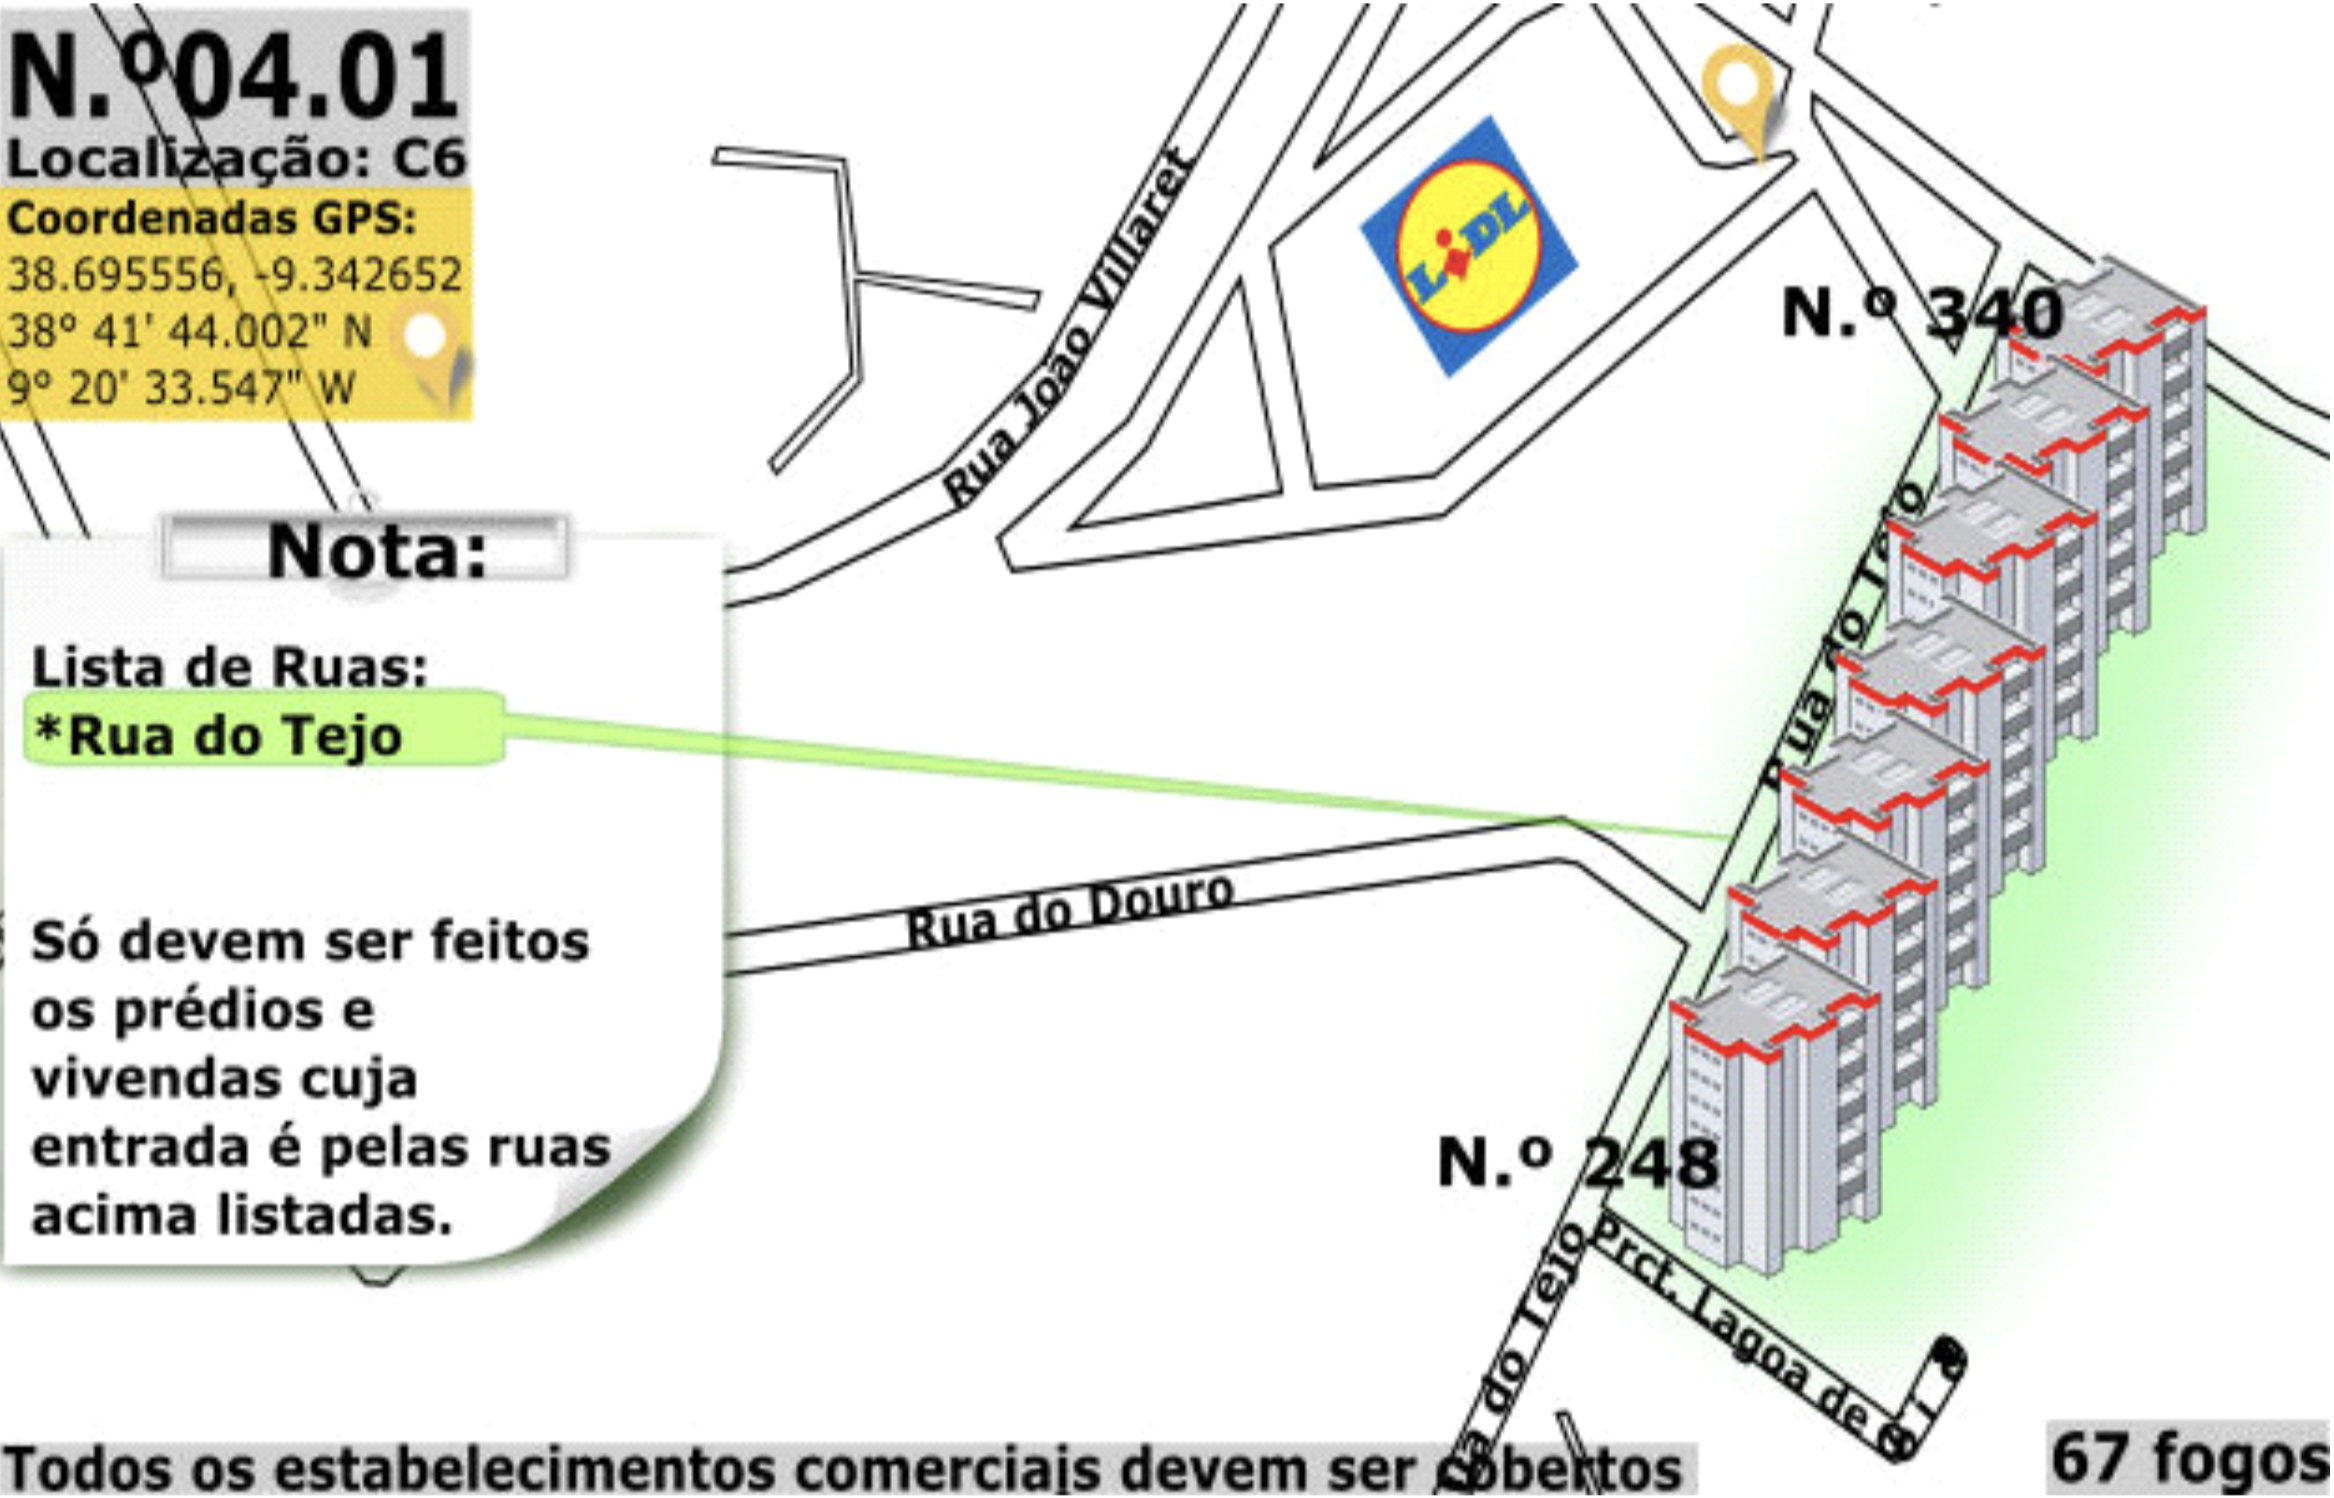 N.º04.01
Localização: C6
Coordenadas GPS:
38.695556, -9.342652
38º 41' 44.002" N
9º 20' 33.547" W
Rua João Villaret
LiDL
N.º 340
Nota:
Lista de Ruas:
*Rua do Tejo
Rua do Tejo
Só devem ser feitos
os prédios e
vivendas cuja
entrada é pelas ruas
acima listadas.
Rua do Douro
N.º 248
Rua do Tejo
Prct. Lagoa de
Todos os estabelecimentos comerciais devem ser cobertos
67 fogos